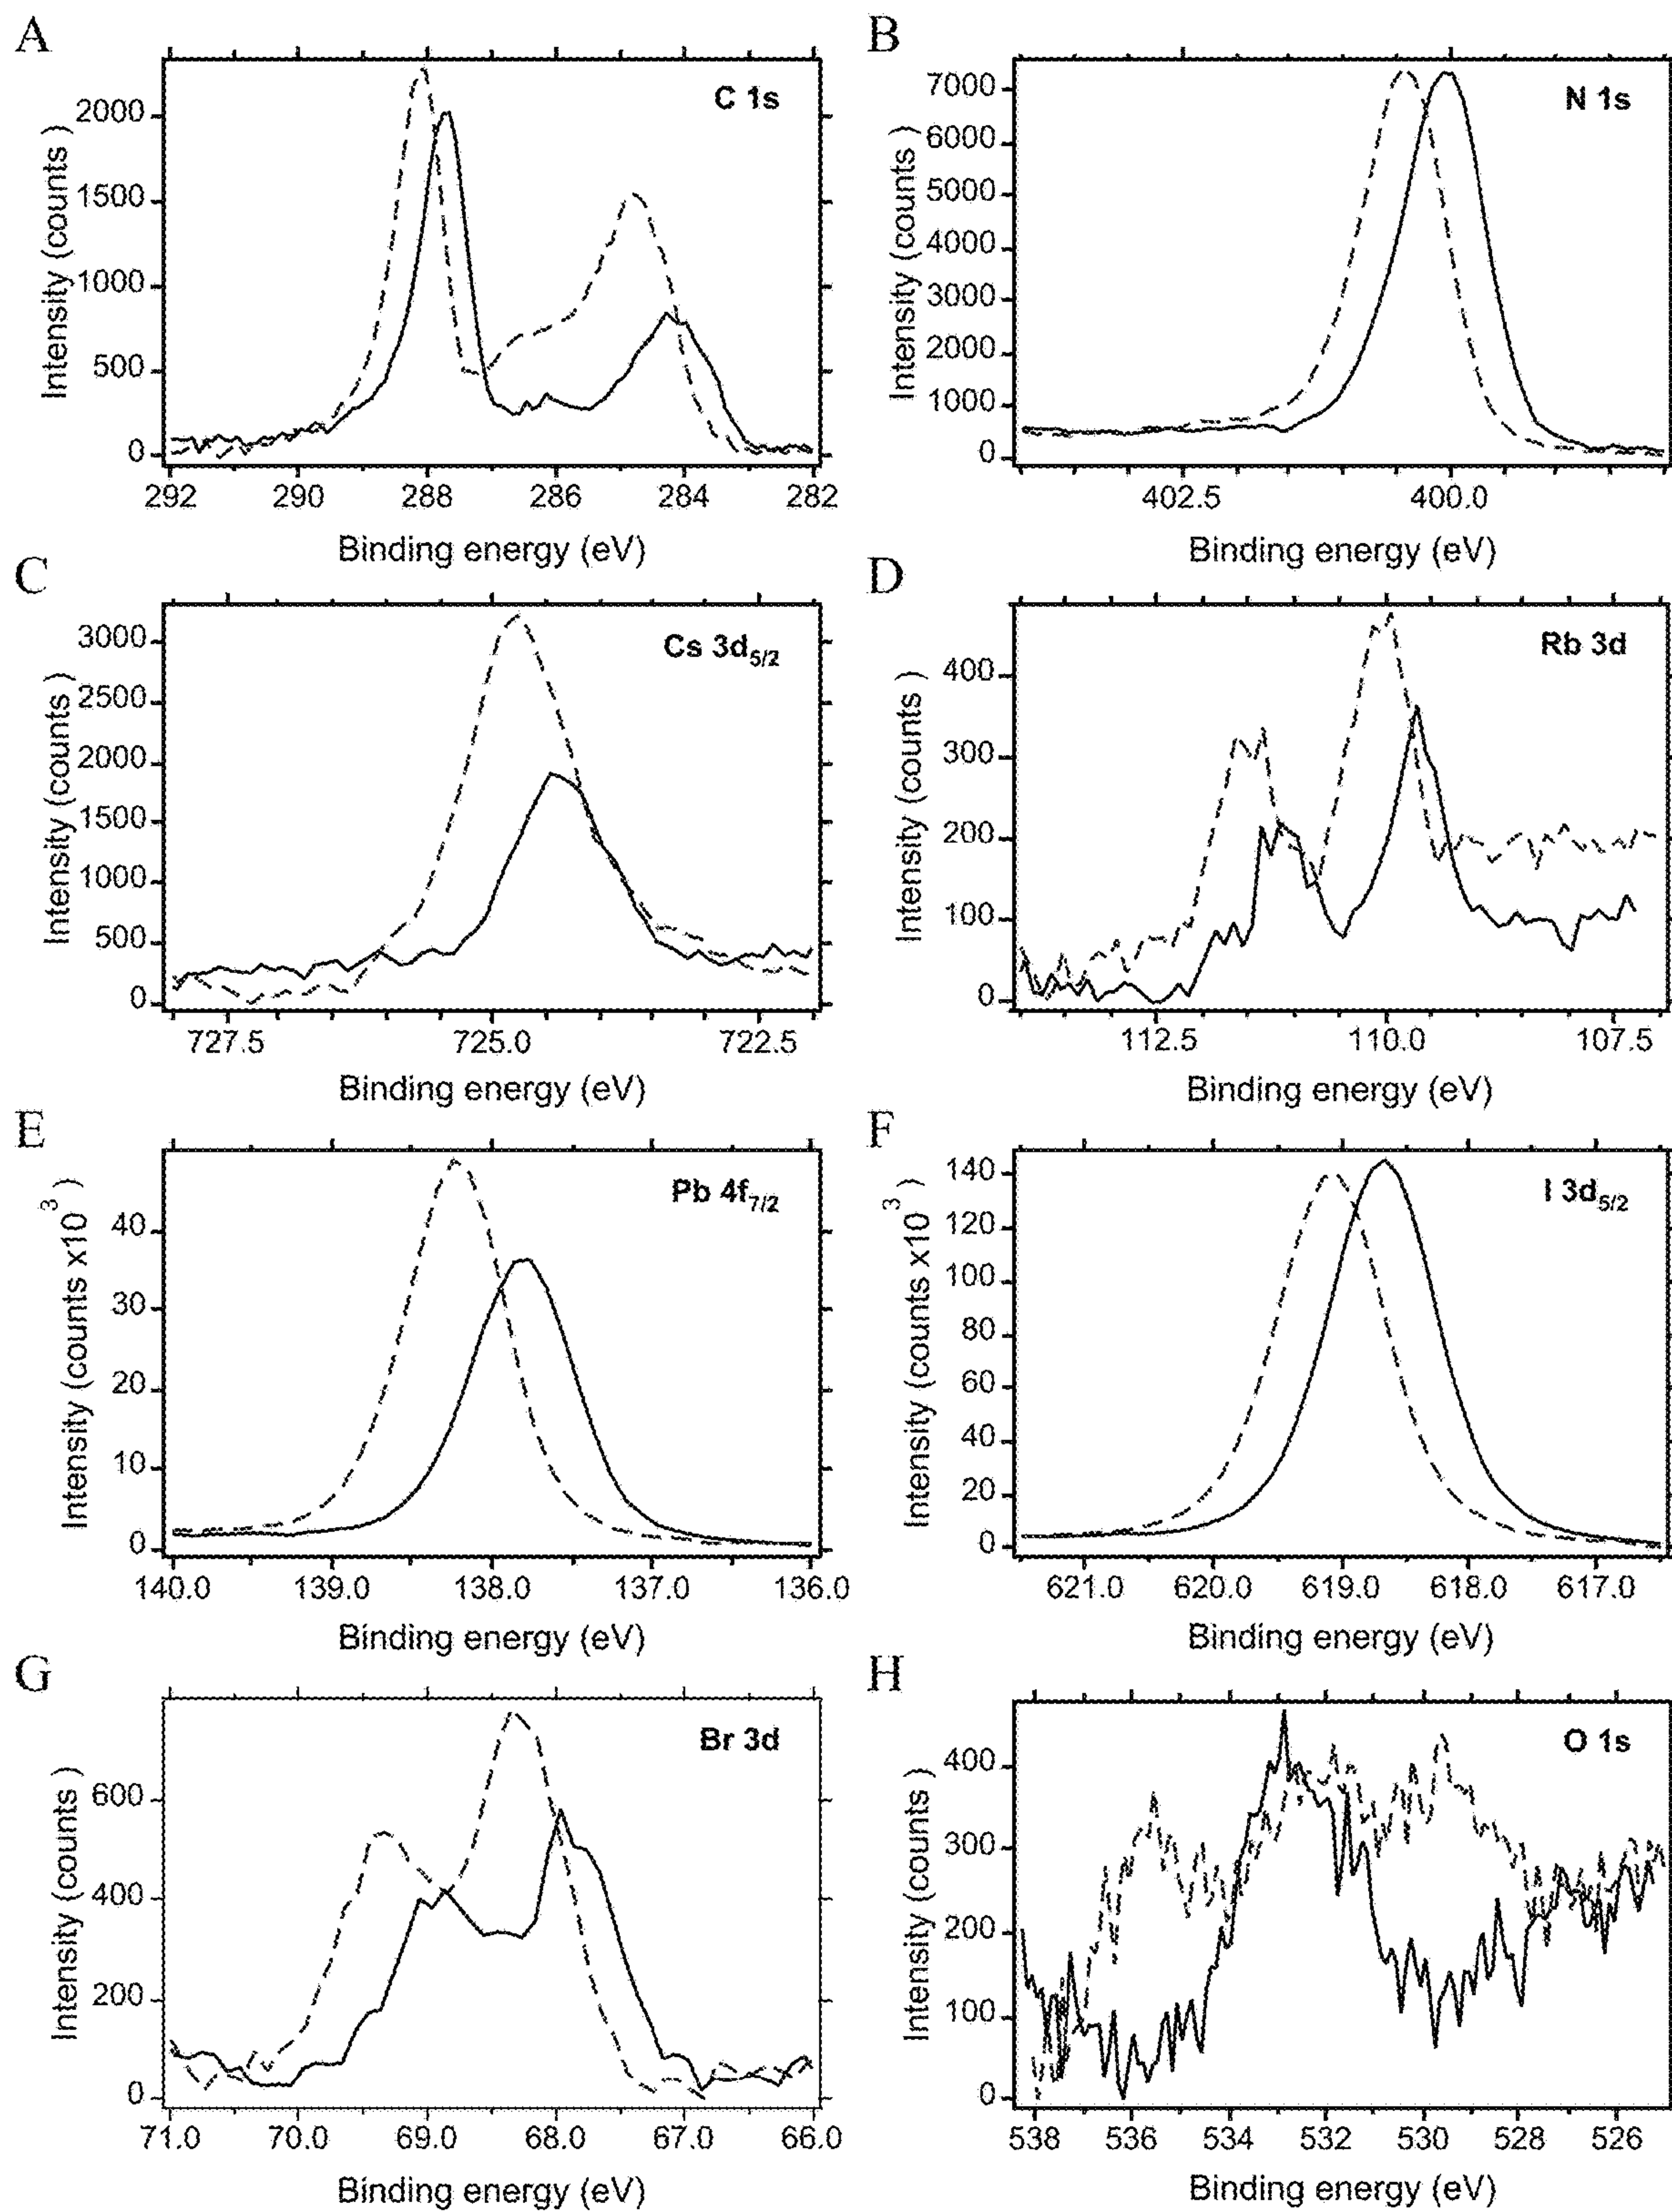 A
C 1s
Intensity (counts)
2000
1500
1000
500
0
292 290 288 286 284 282
Binding energy (eV)
B
N 1s
Intensity (counts)
7000
6000
5000
4000
3000
2000
1000
0
402.5 400.0
Binding energy (eV)
C
Cs 3d5/2
Intensity (counts)
3000
2500
2000
1500
1000
500
0
727.5 725.0 722.5
Binding energy (eV)
D
Rb 3d
Intensity (counts)
400
300
200
100
0
112.5 110.0 107.5
Binding energy (eV)
E
Pb 4f7/2
Intensity (counts x10³)
40
30
20
10
0
140.0 139.0 138.0 137.0 136.0
Binding energy (eV)
F
I 3d5/2
Intensity (counts x10³)
140
120
100
80
60
40
20
0
621.0 620.0 619.0 618.0 617.0
Binding energy (eV)
G
Br 3d
Intensity (counts)
600
400
200
0
71.0 70.0 69.0 68.0 67.0 66.0
Binding energy (eV)
H
O 1s
Intensity (counts)
400
300
200
100
0
538 536 534 532 530 528 526
Binding energy (eV)